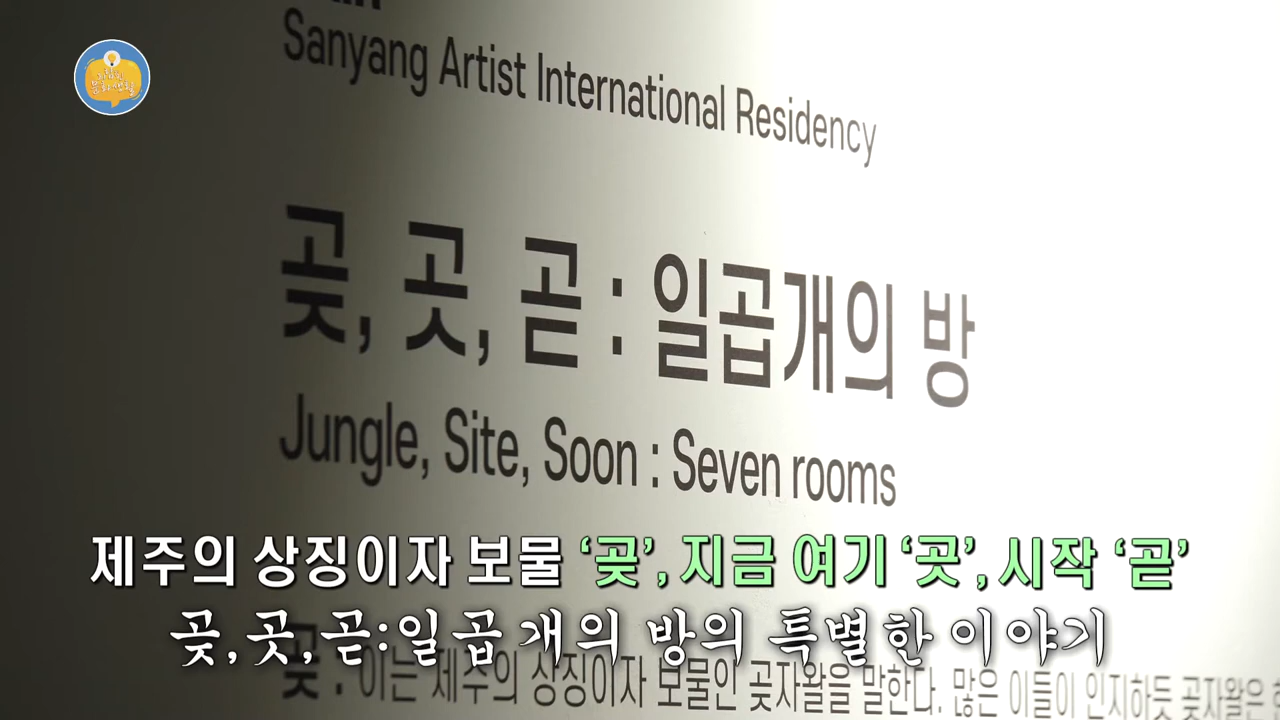 Sanyang Artist International Residency
곶, 곳, 곧 : 일곱개의 방
Jungle, Site, Soon : Seven rooms
제주의 상징이자 보물 ‘곶’, 지금 여기 ‘곳’, 시작 ‘곧’
곶, 곳, 곧:일곱 개의 방의 특별한 이야기
곶 : 이는 제주의 상징이자 보물인 곶자왈을 말한다. 많은 이들이 인지하듯 곶자왈은